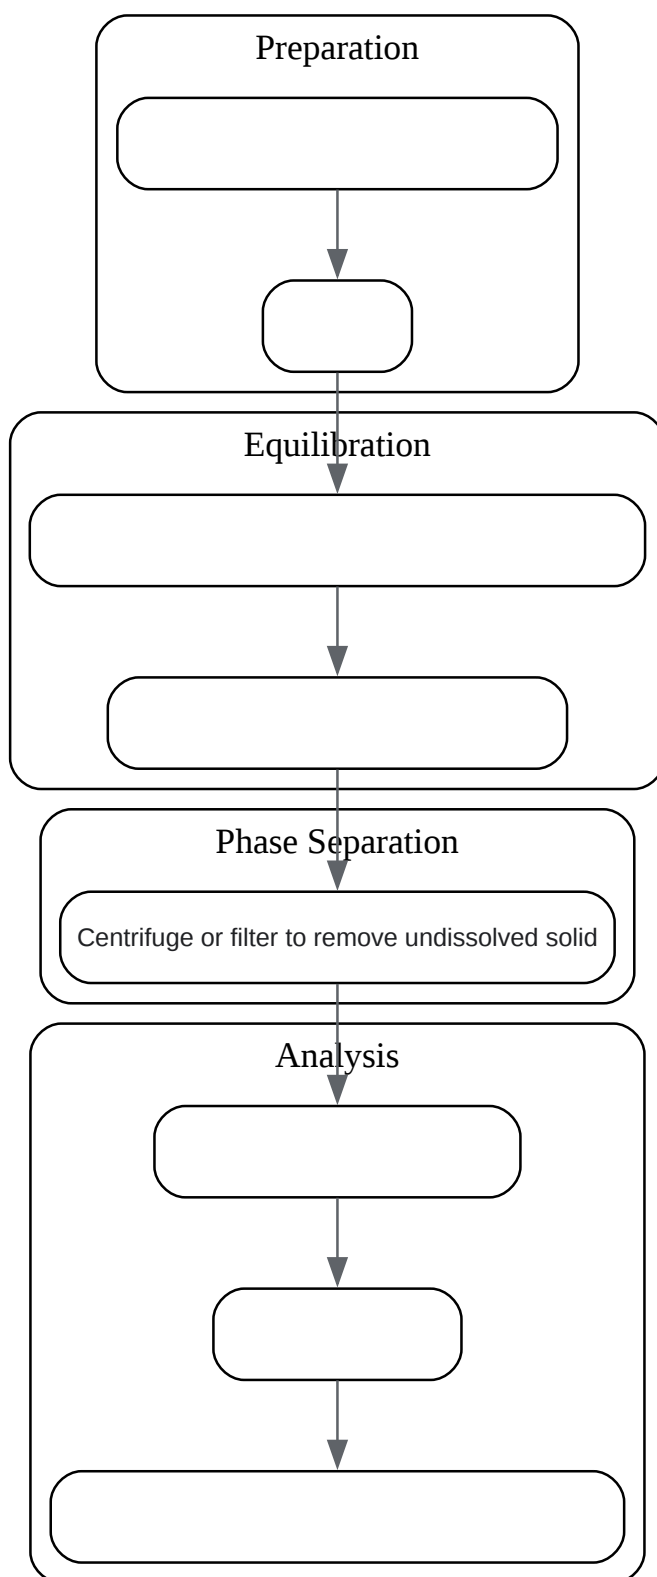 Preparation
Equilibration
Phase Separation
Centrifuge or filter to remove undissolved solid
Analysis